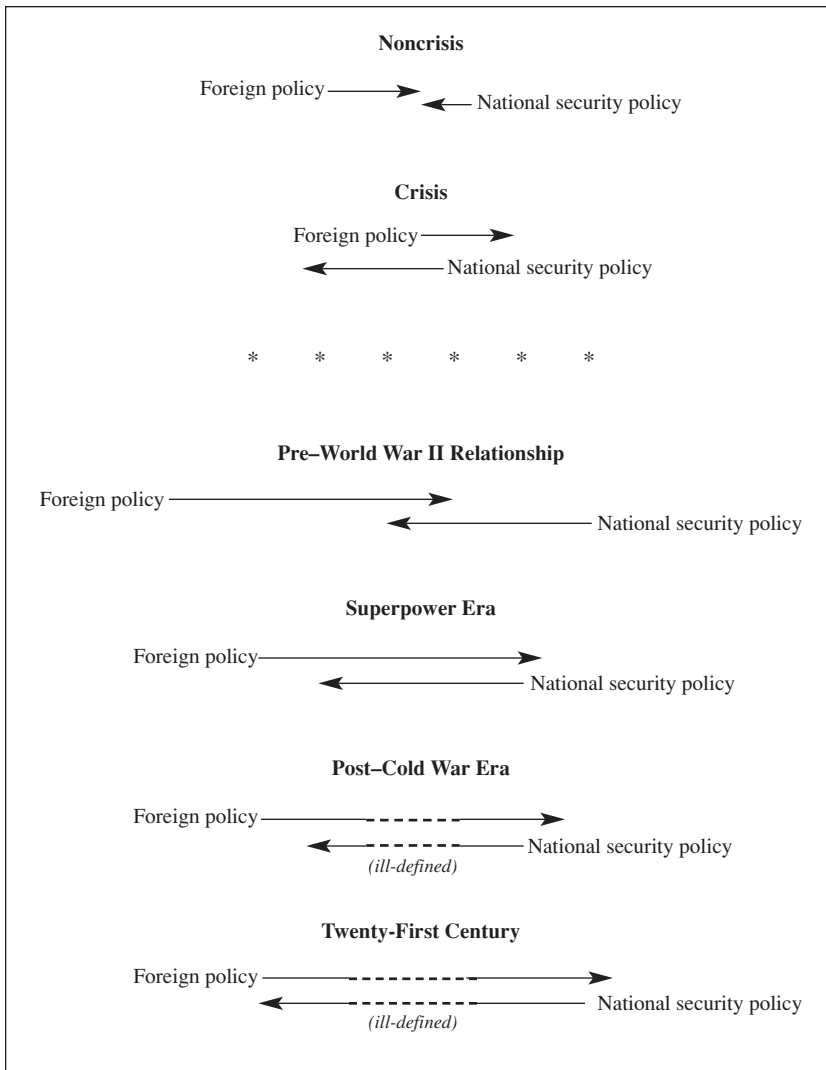 Noncrisis
Foreign policy
National security policy
Crisis
Foreign policy
National security policy
* * * * * *
Pre–World War II Relationship
Foreign policy
National security policy
Superpower Era
Foreign policy
National security policy
Post–Cold War Era
Foreign policy
National security policy
(ill-defined)
Twenty-First Century
Foreign policy
National security policy
(ill-defined)